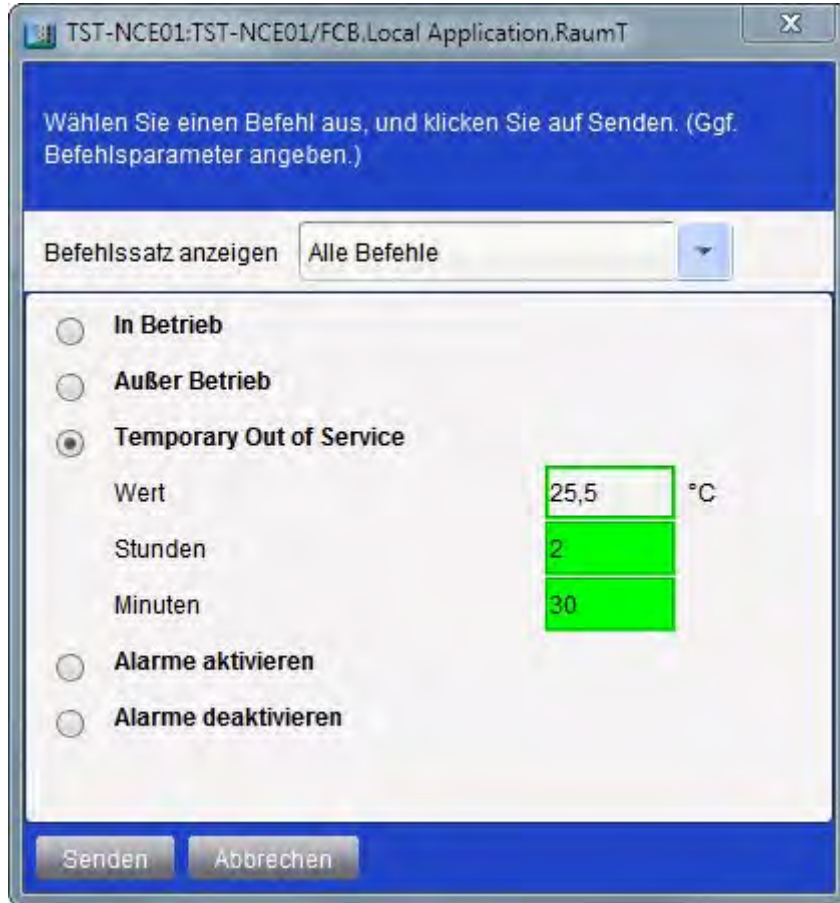 TST-NCE01:TST-NCE01/FCB.Local Application.RaumT
Wählen Sie einen Befehl aus, und klicken Sie auf Senden. (Ggf.
Befehlsparameter angeben.)
Befehlssatz anzeigen Alle Befehle
In Betrieb
Außer Betrieb
Temporary Out of Service
Wert 25,5 °C
Stunden 2
Minuten 30
Alarme aktivieren
Alarme deaktivieren
Senden Abbrechen